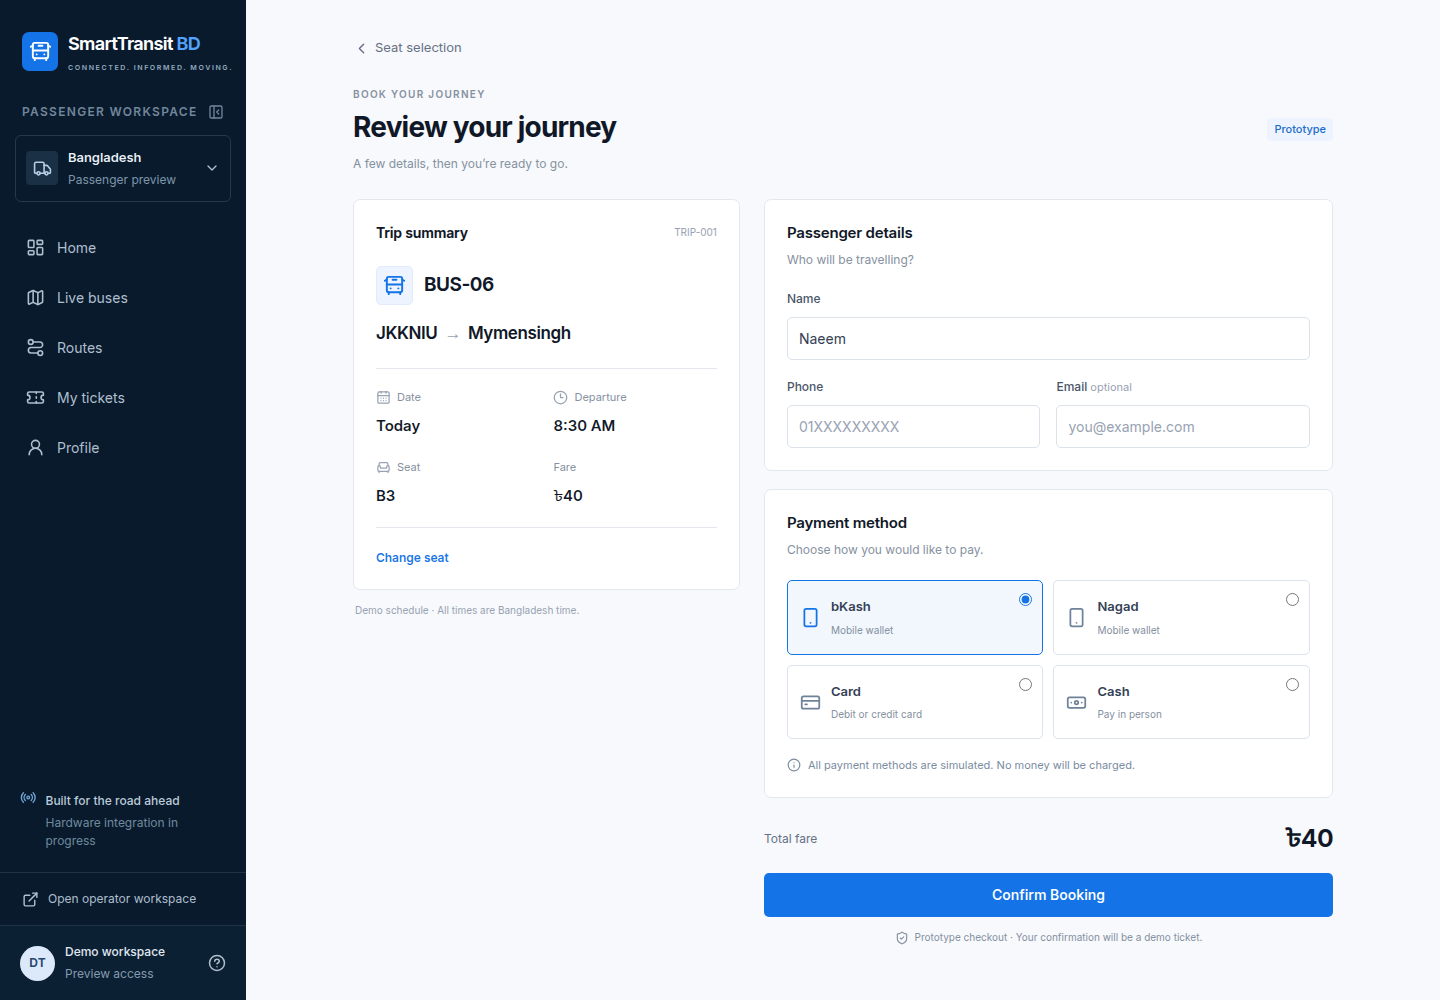 SmartTransit BD
CONNECTED. INFORMED. MOVING.
PASSENGER WORKSPACE
Bangladesh
Passenger preview
Home
Live buses
Routes
My tickets
Profile
Built for the road ahead
Hardware integration in
progress
Open operator workspace
DT
Demo workspace
Preview access
Seat selection
BOOK YOUR JOURNEY
Review your journey
Prototype
A few details, then you're ready to go.
Trip summary
TRIP-001
BUS-06
JKKNIU → Mymensingh
Date
Departure
Today
8:30 AM
Seat
Fare
B3
৳40
Change seat
Demo schedule · All times are Bangladesh time.
Passenger details
Who will be travelling?
Name
Naeem
Phone
Email optional
01XXXXXXXXX
you@example.com
Payment method
Choose how you would like to pay.
bKash
Mobile wallet
Nagad
Mobile wallet
Card
Debit or credit card
Cash
Pay in person
All payment methods are simulated. No money will be charged.
Total fare
৳40
Confirm Booking
Prototype checkout · Your confirmation will be a demo ticket.